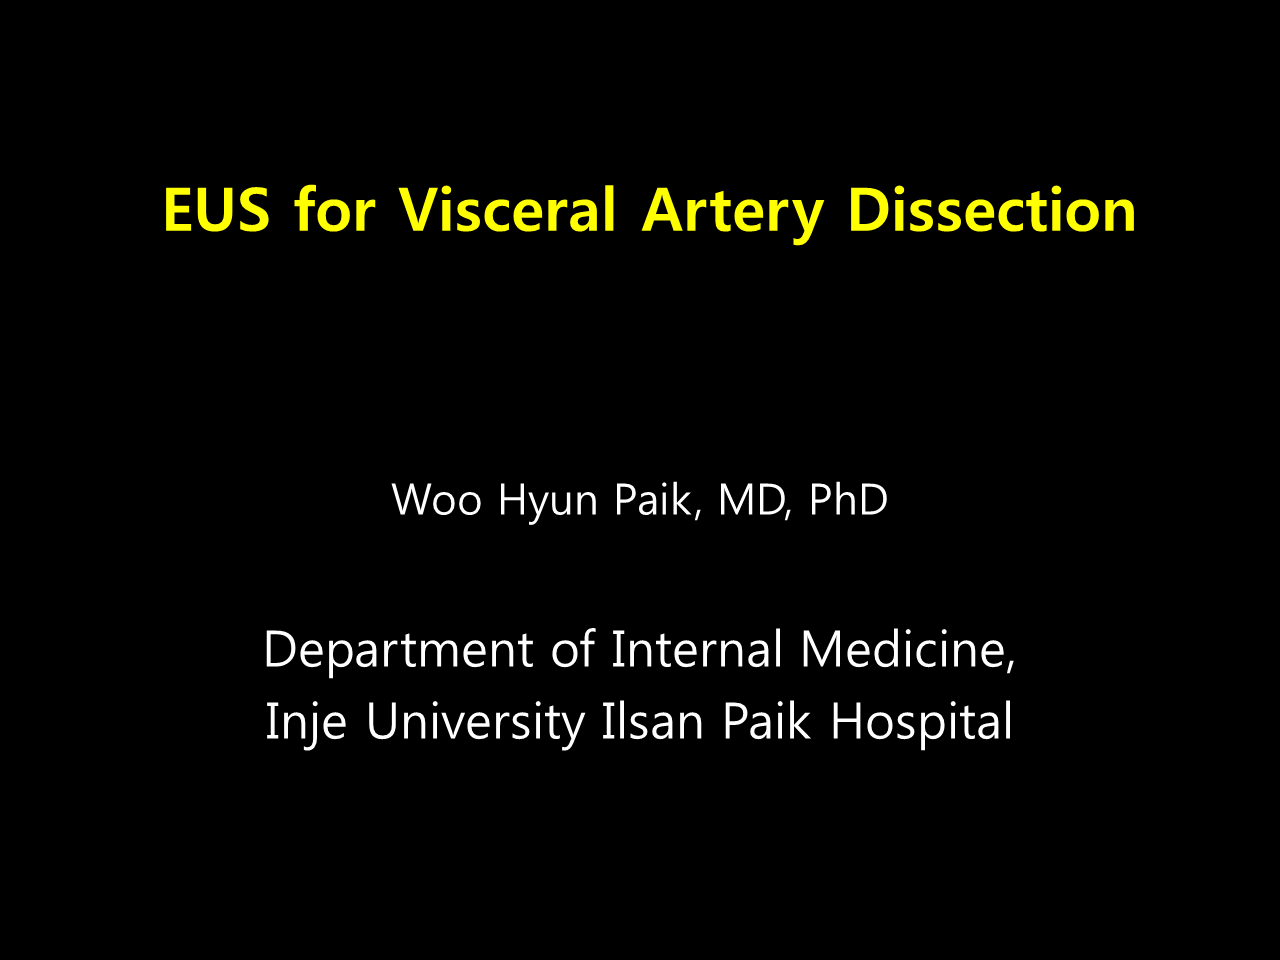 EUS for Visceral Artery Dissection
Woo Hyun Paik, MD, PhD
Department of Internal Medicine,
Inje University Ilsan Paik Hospital